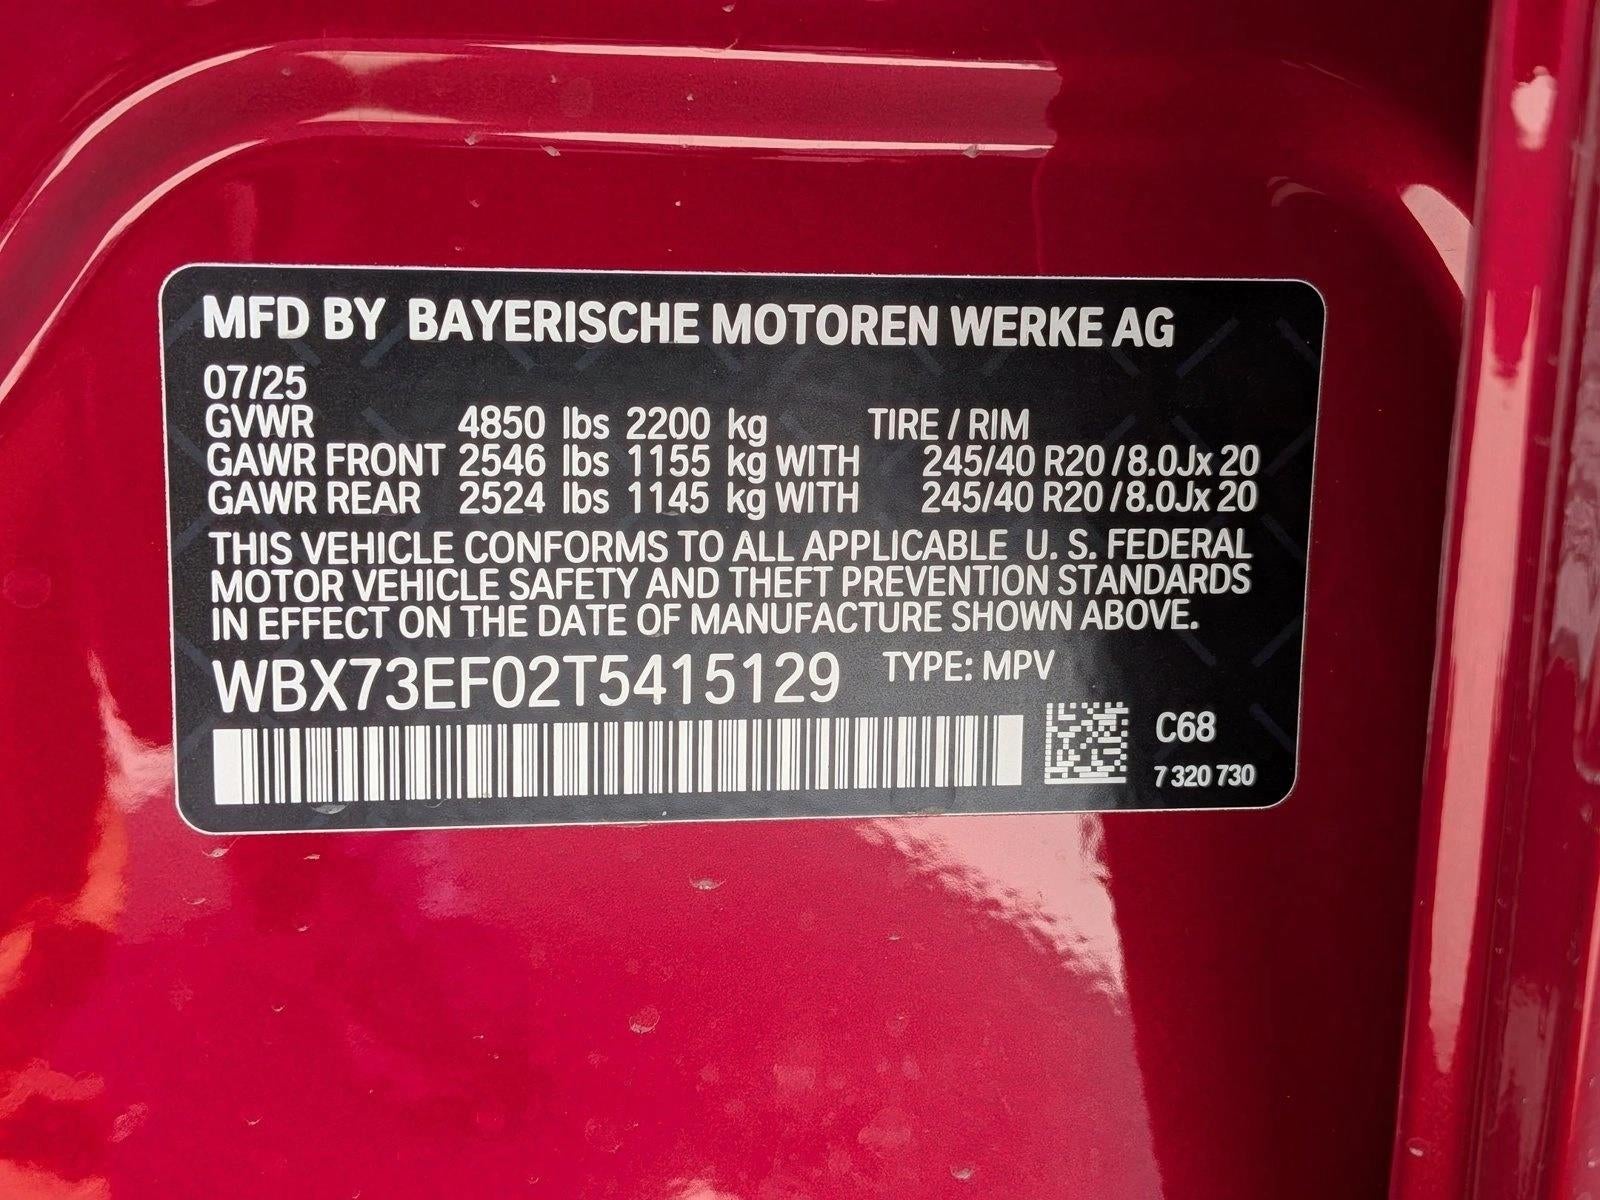 MFD BY BAYERISCHE MOTOREN WERKE AG
07/25
GVWR 4850 lbs 2200 kg TIRE / RIM
GAWR FRONT 2546 lbs 1155 kg WITH 245/40 R20 / 8.0Jx 20
GAWR REAR 2524 lbs 1145 kg WITH 245/40 R20 / 8.0Jx 20
THIS VEHICLE CONFORMS TO ALL APPLICABLE U. S. FEDERAL
MOTOR VEHICLE SAFETY AND THEFT PREVENTION STANDARDS
IN EFFECT ON THE DATE OF MANUFACTURE SHOWN ABOVE.
WBX73EF02T5415129 TYPE: MPV
C68
7 320 730